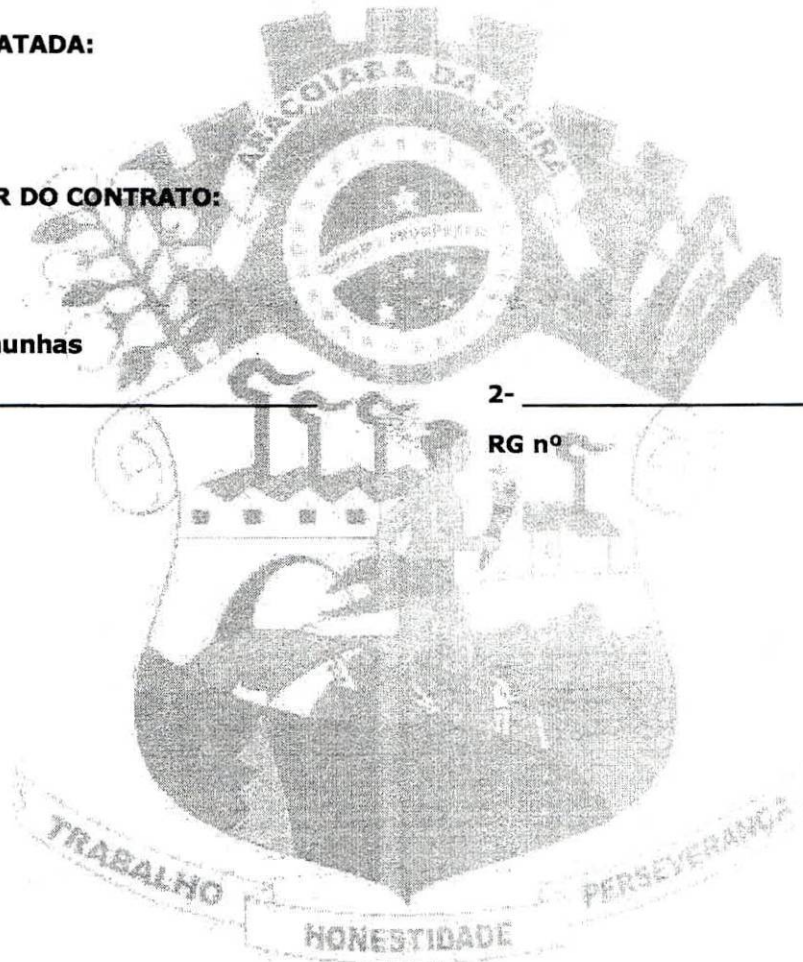 ATADA:
ARAÇOIABA DA SERRA
R DO CONTRATO:
unhas
2-
RG nº
TRABALHO
HONESTIDADE
PERSEVERANÇA